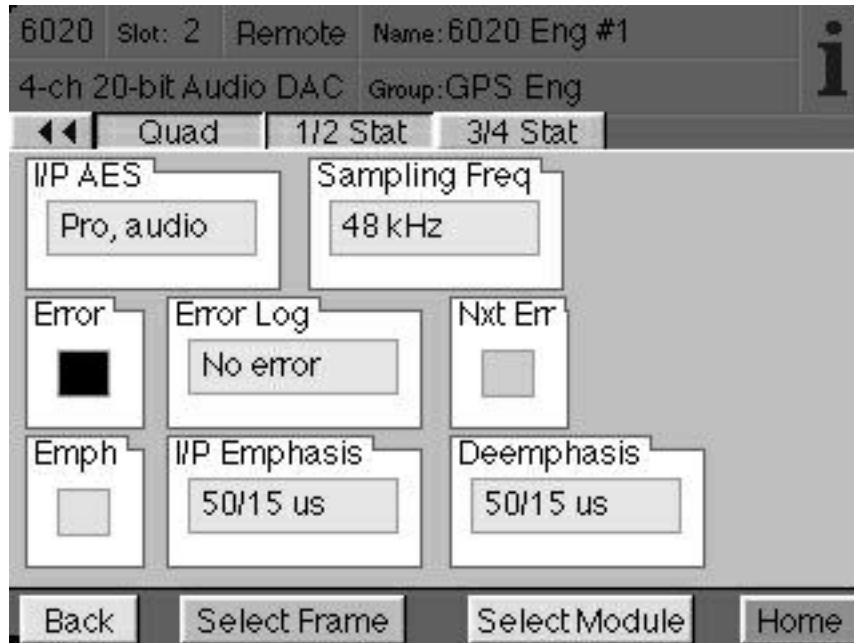 6020 Slot: 2 Remote Name:6020 Eng #1
4-ch 20-bit Audio DAC Group:GPS Eng
Quad 1/2 Stat 3/4 Stat
I/P AES Sampling Freq
Pro, audio 48 kHz
Error Error Log Nxt Err
No error
Emph I/P Emphasis Deemphasis
50/15 us 50/15 us
Back Select Frame Select Module Home